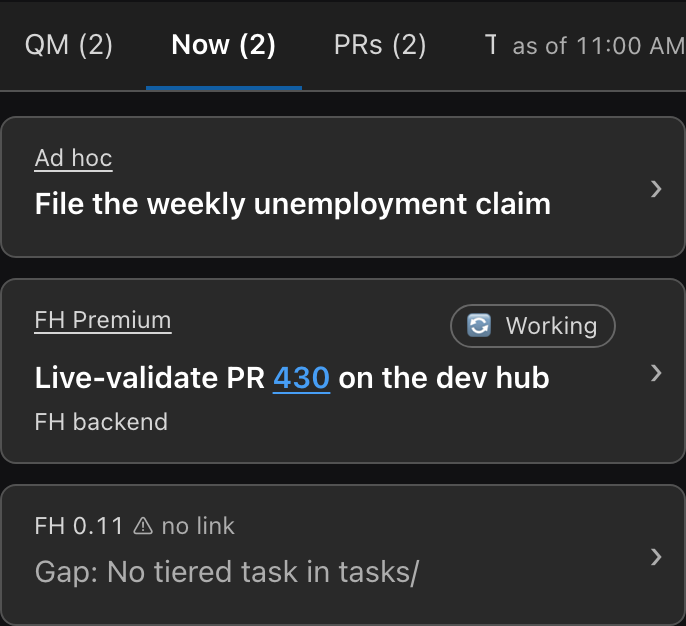 QM (2) Now (2) PRs (2) T as of 11:00 AM
Ad hoc
File the weekly unemployment claim
FH Premium
Working
Live-validate PR 430 on the dev hub
FH backend
FH 0.11 ⚠ no link
Gap: No tiered task in tasks/